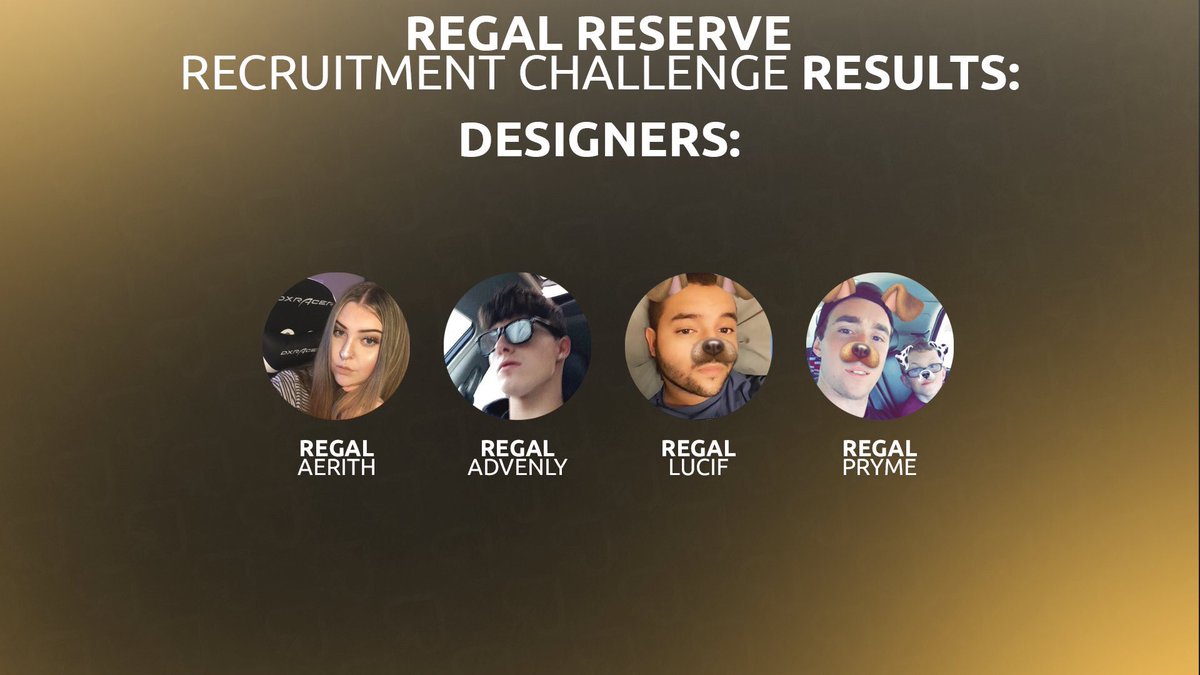 REGAL RESERVE
RECRUITMENT CHALLENGE RESULTS:
DESIGNERS:
DXRACER
DXRACER
REGAL
AERITH
REGAL
ADVENLY
REGAL
LUCIF
REGAL
PRYME